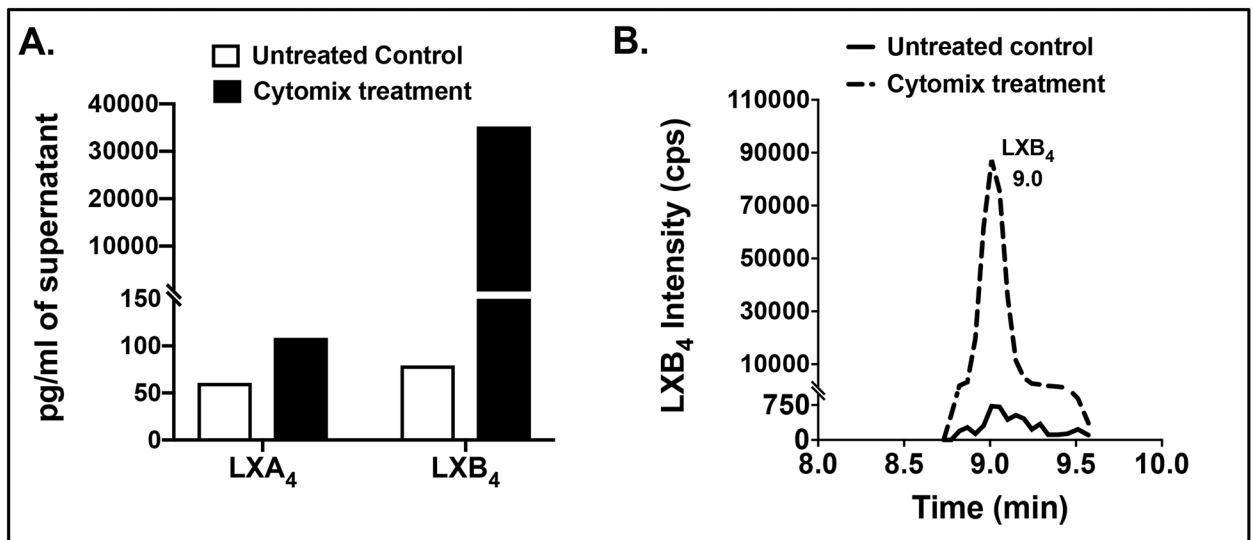 A.
Untreated Control
Cytomix treatment
pg/ml of supernatant
40000
30000
20000
10000
150
100
50
0
LXA4
LXB4
B.
Untreated control
Cytomix treatment
LXB4 Intensity (cps)
110000
90000
70000
50000
30000
10000
750
0
LXB4
9.0
8.0 8.5 9.0 9.5 10.0
Time (min)